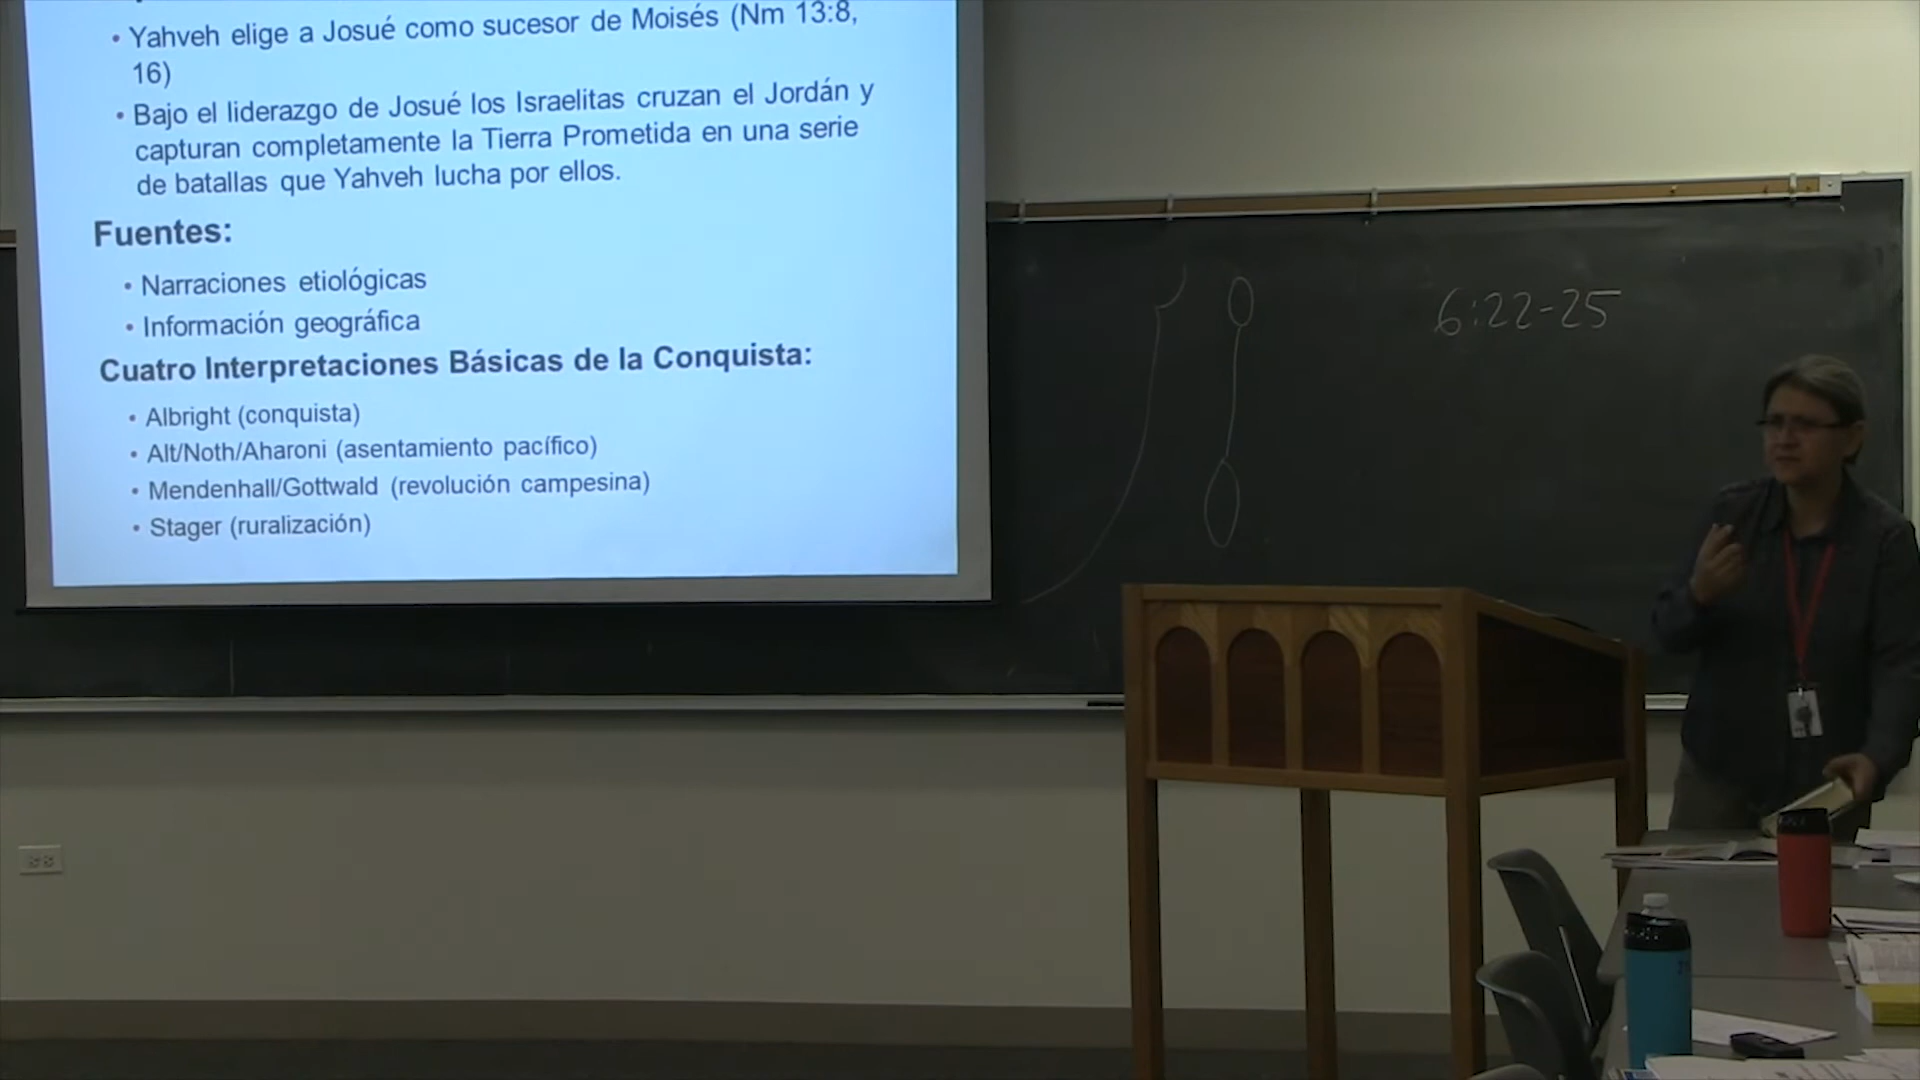 • Yahveh elige a Josué como sucesor de Moisés (Nm 13:8,
16)
• Bajo el liderazgo de Josué los Israelitas cruzan el Jordán y
capturan completamente la Tierra Prometida en una serie
de batallas que Yahveh lucha por ellos.
Fuentes:
• Narraciones etiológicas
• Información geográfica
Cuatro Interpretaciones Básicas de la Conquista:
• Albright (conquista)
• Alt/Noth/Aharoni (asentamiento pacífico)
• Mendenhall/Gottwald (revolución campesina)
• Stager (ruralización)
6:22-25